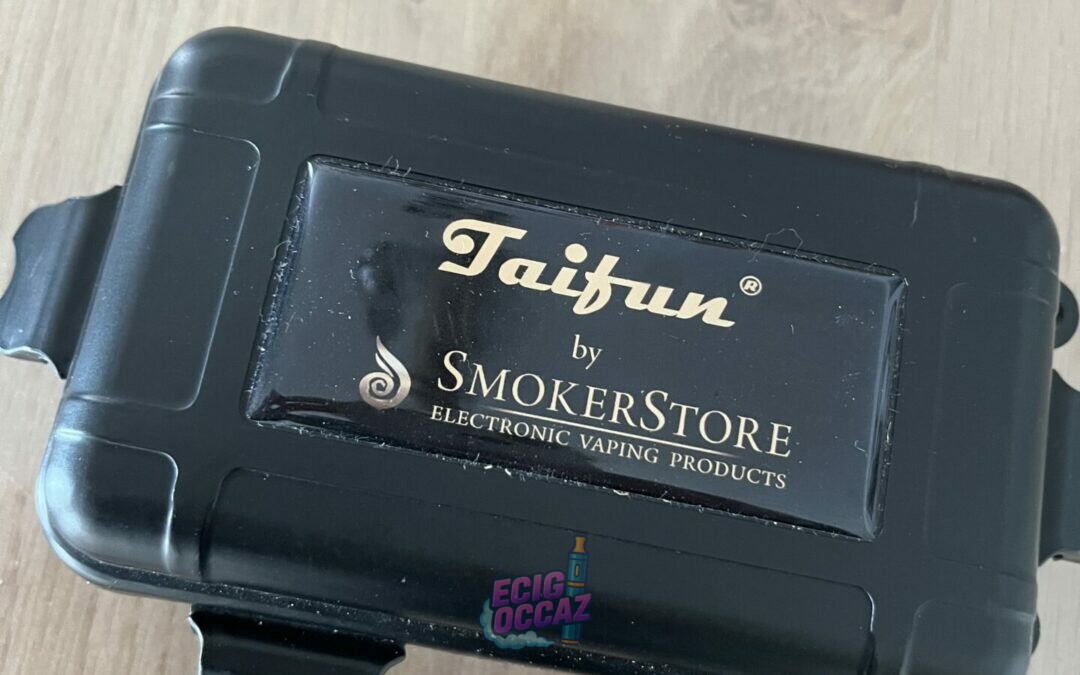 Taifun®
by
SMOKERSTORE
ELECTRONIC VAPING PRODUCTS
ECIG
OCCAZ